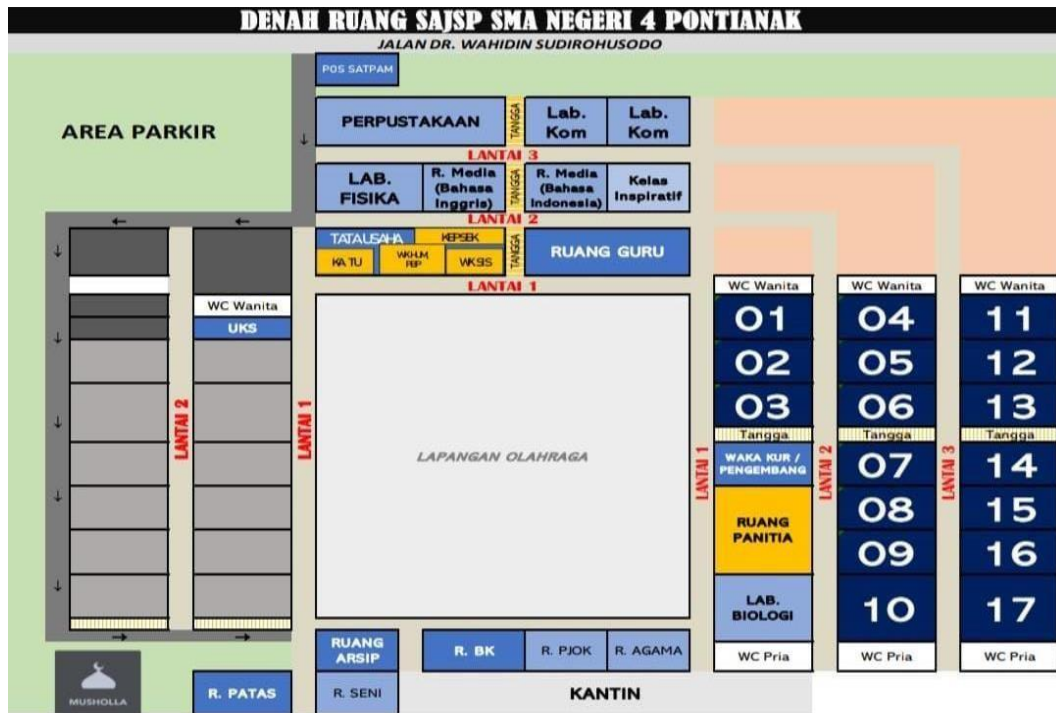 DENAH RUANG SAJSP SMA NEGERI 4 PONTIANAK
JALAN DR. WAHIDIN SUDIROHUSODO
POS SATPAM
AREA PARKIR
PERPUSTAKAAN
TANGGA
Lab.
Kom
Lab.
Kom
LANTAI 3
LAB.
FISIKA
R. Media
(Bahasa
Inggris)
TANGGA
R. Media
(Bahasa
Indonesia)
Kelas
Inspiratif
LANTAI 2
TATA USAHA
KEPSEK
KA TU
WKSIS
TANGGA
RUANG GURU
LANTAI 1
WC Wanita
UKS
LANTAI 2
LANTAI 1
LAPANGAN OLAHRAGA
LANTAI 1
WC Wanita
01
02
03
Tangga
WAKA KUR /
PENGEMBANG
RUANG
PANITIA
LAB.
BIOLOGI
WC Pria
LANTAI 2
WC Wanita
04
05
06
Tangga
07
08
09
10
WC Pria
LANTAI 3
WC Wanita
11
12
13
Tangga
14
15
16
17
WC Pria
RUANG
ARSIP
R. BK
R. PJOK
R. AGAMA
MUSHOLLA
R. PATAS
R. SENI
KANTIN